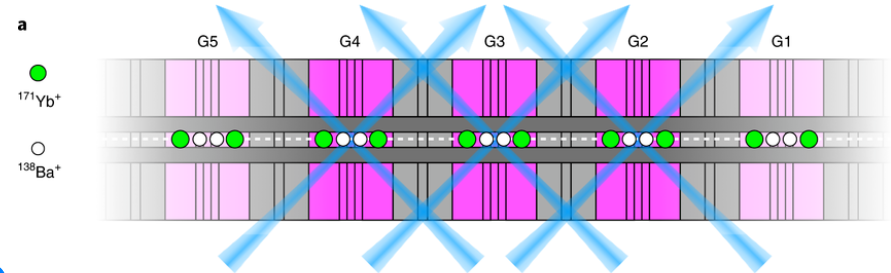 a
G5 G4 G3 G2 G1
¹⁷¹Yb⁺
¹³⁸Ba⁺